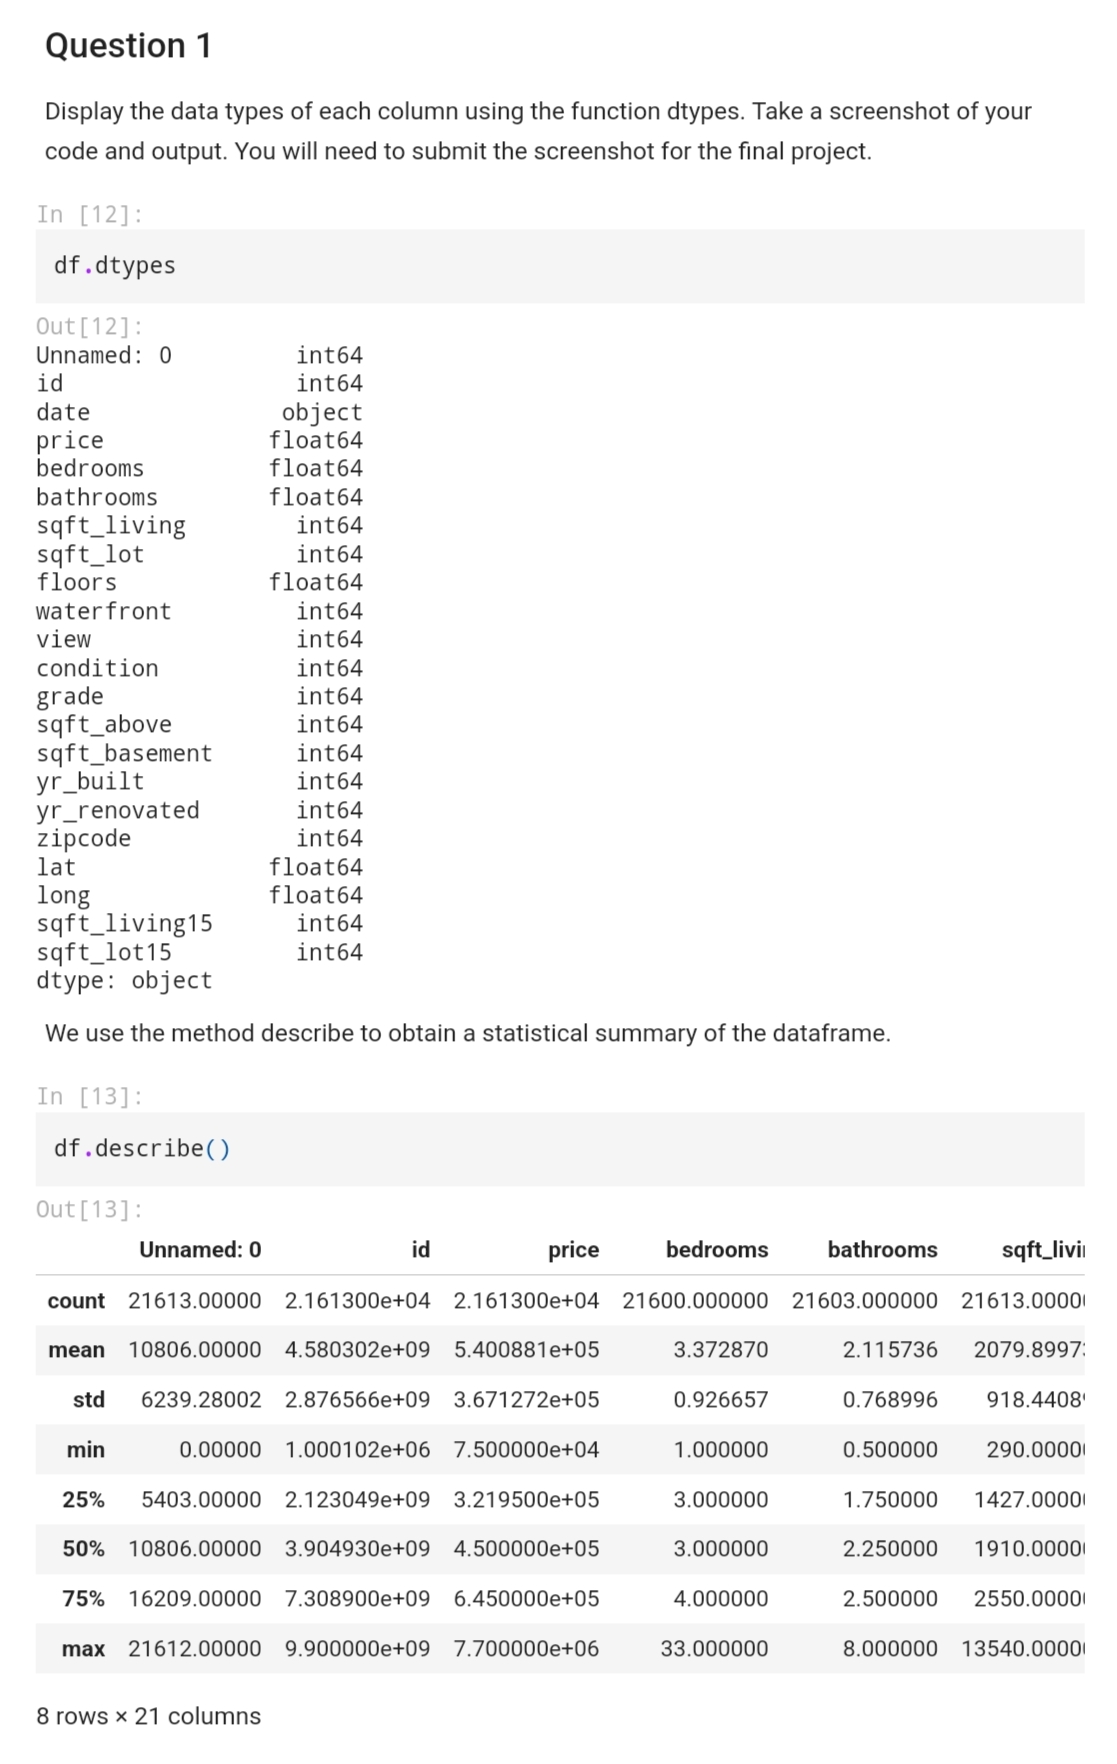 Question 1
Display the data types of each column using the function dtypes. Take a screenshot of your
code and output. You will need to submit the screenshot for the final project.
In [12]:
df.dtypes
Out[12]:
Unnamed: 0 int64
id int64
date object
price float64
bedrooms float64
bathrooms float64
sqft_living int64
sqft_lot int64
floors float64
waterfront int64
view int64
condition int64
grade int64
sqft_above int64
sqft_basement int64
yr_built int64
yr_renovated int64
zipcode int64
lat float64
long float64
sqft_living15 int64
sqft_lot15 int64
dtype: object
We use the method describe to obtain a statistical summary of the dataframe.
In [13]:
df.describe()
Out[13]:
Unnamed: 0 id price bedrooms bathrooms sqft_livi
count 21613.00000 2.161300e+04 2.161300e+04 21600.000000 21603.000000 21613.0000
mean 10806.00000 4.580302e+09 5.400881e+05 3.372870 2.115736 2079.8997
std 6239.28002 2.876566e+09 3.671272e+05 0.926657 0.768996 918.4408
min 0.00000 1.000102e+06 7.500000e+04 1.000000 0.500000 290.0000
25% 5403.00000 2.123049e+09 3.219500e+05 3.000000 1.750000 1427.0000
50% 10806.00000 3.904930e+09 4.500000e+05 3.000000 2.250000 1910.0000
75% 16209.00000 7.308900e+09 6.450000e+05 4.000000 2.500000 2550.0000
max 21612.00000 9.900000e+09 7.700000e+06 33.000000 8.000000 13540.0000
8 rows × 21 columns